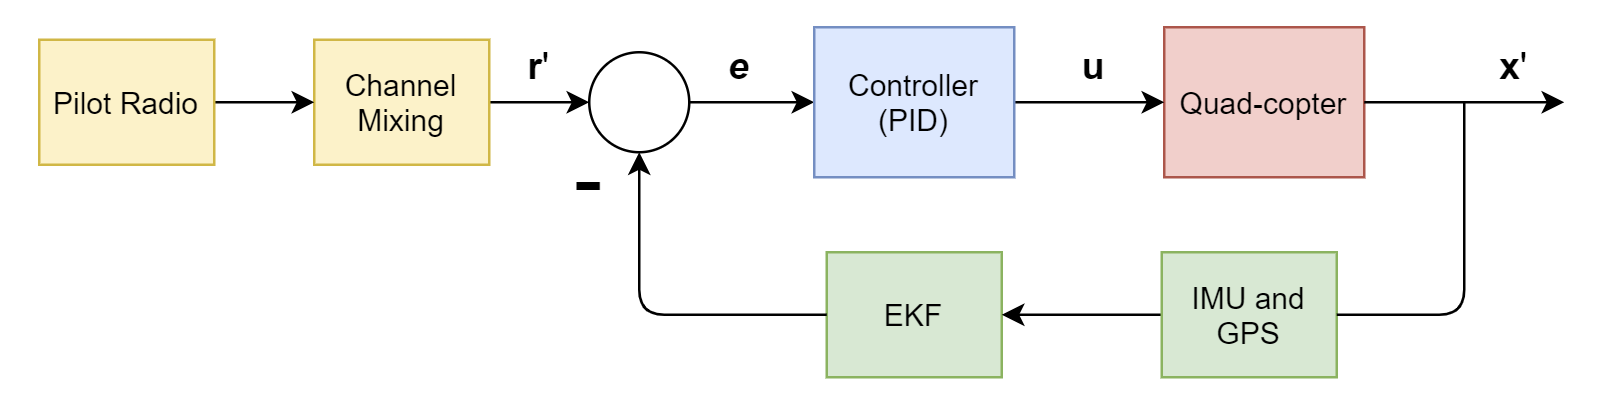 Pilot Radio
Channel
Mixing
r'
e
Controller
(PID)
u
Quad-copter
x'
-
EKF
IMU and
GPS